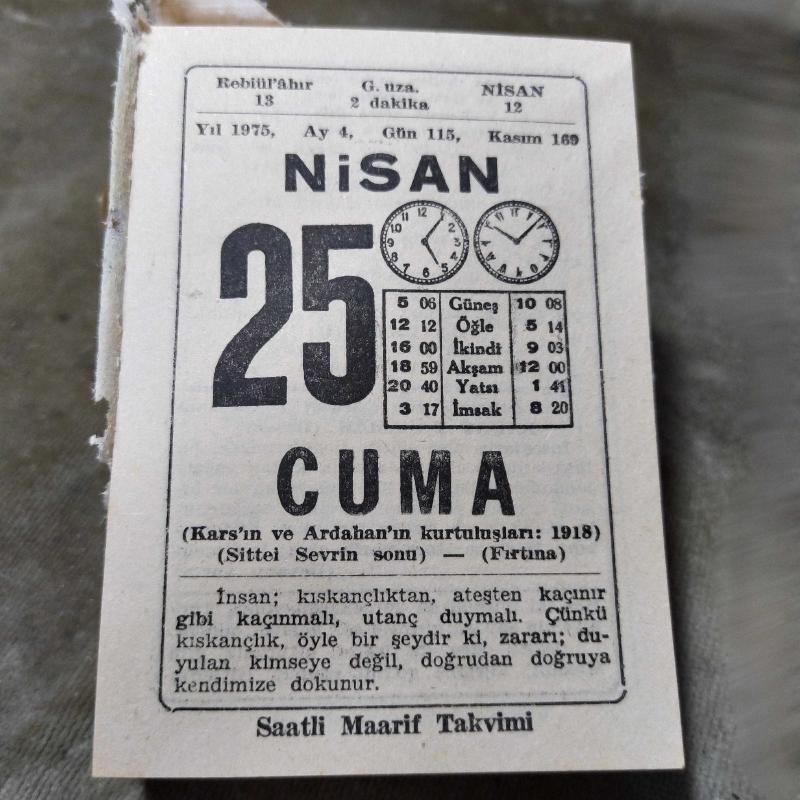 Rebiül'âhır G. uza. NİSAN
13 2 dakika 12
Yıl 1975, Ay 4, Gün 115, Kasım 169
NiSAN
25
5 06 Güneş 10 08
12 12 Öğle 5 14
16 00 İkindi 9 03
18 59 Akşam 12 00
20 40 Yatsı 1 41
3 17 İmsak 8 20
CUMA
(Kars'ın ve Ardahan'ın kurtuluşları: 1918)
(Sittei Sevrin sonu) — (Fırtına)
İnsan; kıskançlıktan, ateşten kaçınır
gibi kaçınmalı, utanç duymalı. Çünkü
kıskançlık, öyle bir şeydir ki, zararı; du-
yulan kimseye değil, doğrudan doğruya
kendimize dokunur.
Saatli Maarif Takvimi